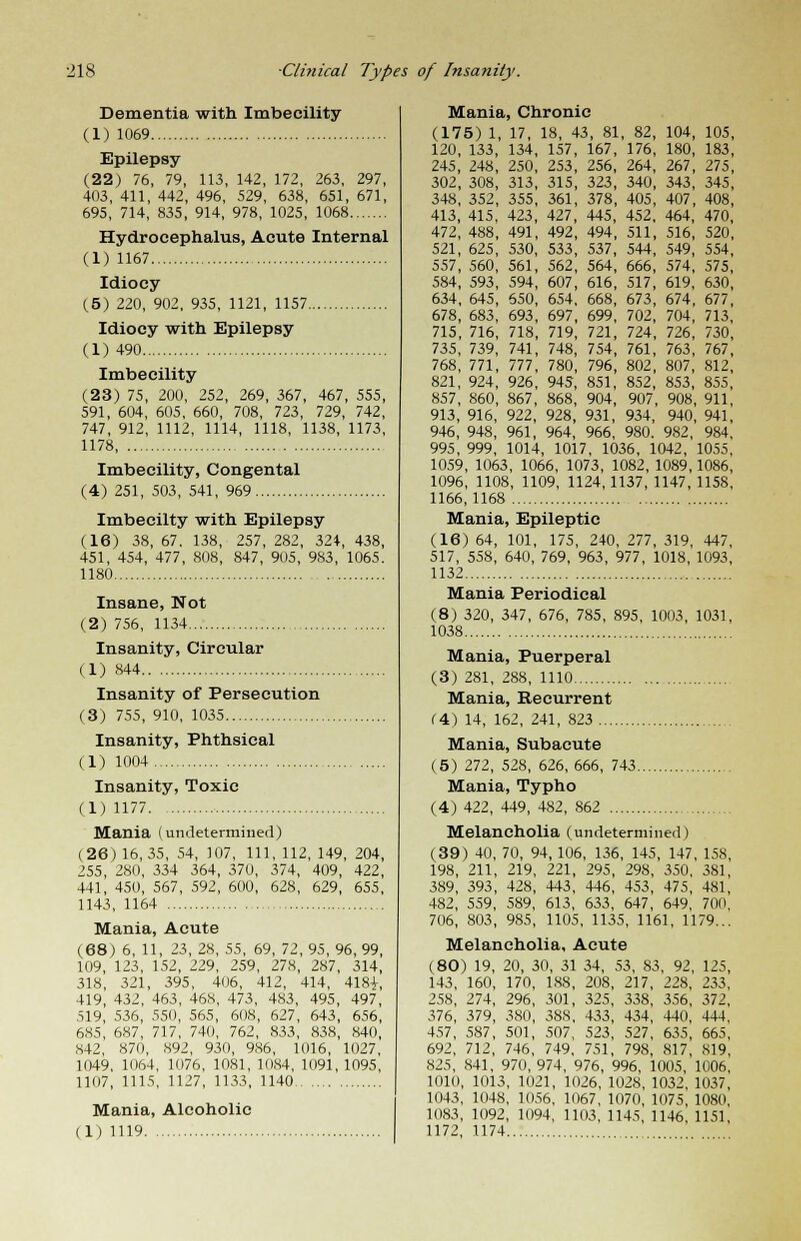 218 ·Clinical Types of Insanity.
Dementia with Imbecility
(1) 1069
Epilepsy
(22) 76, 79, 113, 142, 172, 263, 297,
403, 411, 442, 496, 529, 638, 651, 671,
695, 714, 835, 914, 978, 1025, 1068
Hydrocephalus, Acute Internal
(1) 1167
Idiocy
(5) 220, 902, 935, 1121, 1157
Idiocy with Epilepsy
(1) 490
Imbecility
(23) 75, 200, 252, 269, 367, 467, 555,
591, 604, 605, 660, 708, 723, 729, 742,
747, 912, 1112, 1114, 1118, 1138, 1173,
1178,
Imbecility, Congental
(4) 251, 503, 541, 969
Imbecilty with Epilepsy
(16) 38, 67. 138, 257, 282, 324, 438,
451, 454, 477, 808, 847, 905, 983, 1065.
1180
Insane, Not
(2) 756, 1134
Insanity, Circular
(1) 844
Insanity of Persecution
(3) 755, 910, 1035
Insanity, Phthsical
(1) 1004
Insanity, Toxic
(1) 1177.
Mania (undetermined)
(26) 16, 35, 54, 107, 111, 112, 149, 204,
255, 280, 334 364, 370, 374, 409, 422,
441, 450, 567, 592, 600, 628, 629, 655,
1143, 1164
Mania, Acute
(68) 6, 11, 23, 28, 55, 69, 72, 95, 96, 99,
109, 123, 152, 229, 259, 278, 287, 314,
318, 321, 395, 406, 412, 414, 418½,
419, 432, 463, 468, 473, 483, 495, 497,
519, 536, 550, 565, 608, 627, 643, 656,
685, 687, 717, 740, 762, 833, 838, 840,
842, 870, 892, 930, 986, 1016, 1027,
1049, 1064, 1076, 1081, 1084, 1091, 1095,
1107, 1115, 1127, 1133, 1140
Mania, Alcoholic
(1) 1119.
Mania, Chronic
(175) 1, 17, 18, 43, 81, 82, 104, 105,
120, 133, 134, 157, 167, 176, 180, 183,
245, 248, 250, 253, 256, 264, 267, 275,
302, 308, 313, 315, 323, 340, 343, 345,
348, 352, 355, 361, 378, 405, 407, 408,
413, 415, 423, 427, 445, 452, 464, 470,
472, 488, 491, 492, 494, 511, 516, 520,
521, 625, 530, 533, 537, 544, 549, 554,
557, 560, 561, 562, 564, 666, 574, 575,
584, 593, 594, 607, 616, 517, 619, 630,
634, 645, 650, 654, 668, 673, 674, 677,
678, 683, 693, 697, 699, 702, 704, 713,
715, 716, 718, 719, 721, 724, 726, 730,
735, 739, 741, 748, 754, 761, 763, 767,
768, 771, 777, 780, 796, 802, 807, 812,
821, 924, 926, 945, 851, 852, 853, 855,
857, 860, 867, 868, 904, 907, 908, 911,
913, 916, 922, 928, 931, 934, 940, 941,
946, 948, 961, 964, 966, 980. 982, 984,
995, 999, 1014, 1017, 1036, 1042, 1055,
1059, 1063, 1066, 1073, 1082, 1089, 1086,
1096, 1108, 1109, 1124, 1137, 1147, 1158,
1166, 1168
Mania, Epileptic
(16) 64, 101, 175, 240, 277, 319, 447,
517, 558, 640, 769, 963, 977, 1018, 1093,
1132
Mania Periodical
(8) 320, 347, 676, 785, 895, 1003, 1031,
1038
Mania, Puerperal
(3) 281, 288, 1110
Mania, Recurrent
(4) 14, 162, 241, 823
Mania, Subacute
(5) 272, 528, 626, 666, 743
Mania, Typho
(4) 422, 449, 482, 862
Melancholia (undetermined)
(39) 40, 70, 94, 106, 136, 145, 147, 158,
198, 211, 219, 221, 295, 298, 350, 381,
389, 393, 428, 443, 446, 453, 475, 481,
482, 559, 589, 613, 633, 647, 649, 700,
706, 803, 985, 1105, 1135, 1161, 1179...
Melancholia, Acute
(80) 19, 20, 30, 31 34, 53, 83, 92, 125,
143, 160, 170, 188, 208, 217, 228, 233,
258, 274, 296, 301, 325, 338, 356, 372,
376, 379, 380, 388, 433, 434, 440, 444,
457, 587, 501, 507, 523, 527, 635, 665,
692, 712, 746, 749, 751, 798, 817, 819,
825, 841, 970, 974, 976, 996, 1005, 1006,
1010, 1013, 1021, 1026, 1028, 1032, 1037,
1043, 1048, 1056, 1067, 1070, 1075, 1080,
1083, 1092, 1094, 1103, 1145, 1146, 1151,
1172, 1174